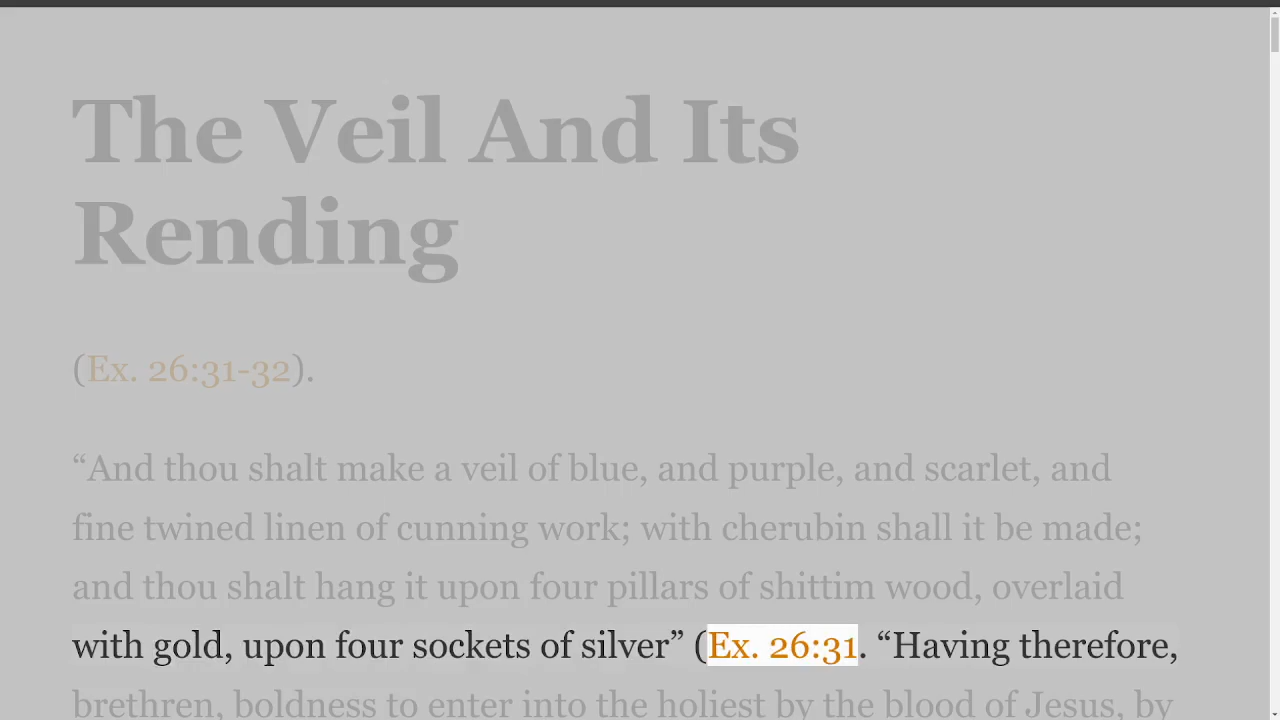 The Veil And Its
Rending
(Ex. 26:31-32).
“And thou shalt make a veil of blue, and purple, and scarlet, and
fine twined linen of cunning work; with cherubin shall it be made;
and thou shalt hang it upon four pillars of shittim wood, overlaid
with gold, upon four sockets of silver” (Ex. 26:31. “Having therefore,
brethren, boldness to enter into the holiest by the blood of Jesus, by